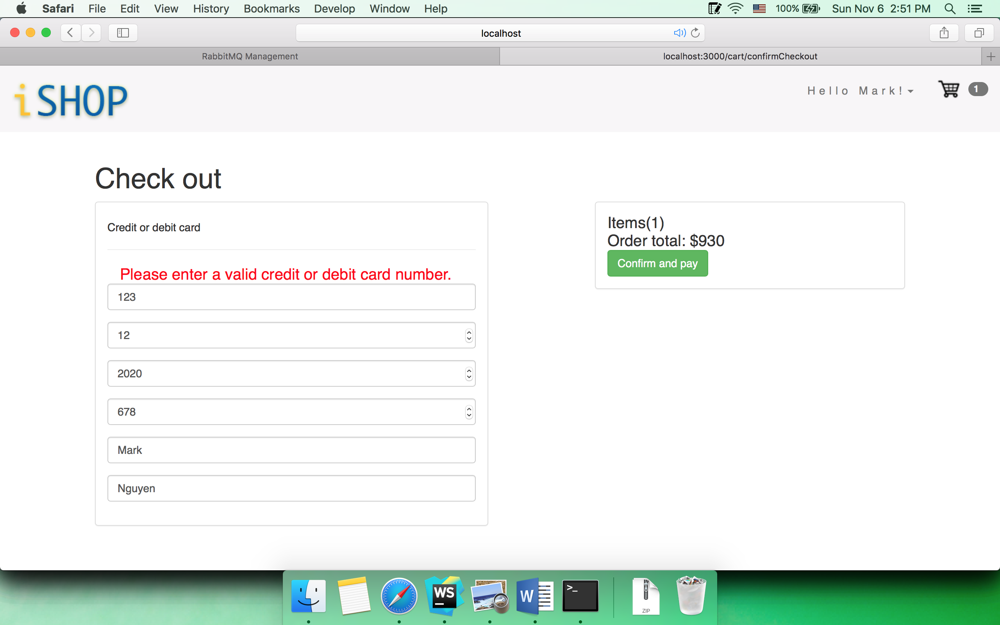 Safari File Edit View History Bookmarks Develop Window Help 100% Sun Nov 6 2:51 PM
localhost
RabbitMQ Management localhost:3000/cart/confirmCheckout
iSHOP
Hello Mark! 1
Check out
Credit or debit card
Please enter a valid credit or debit card number.
123
12
2020
678
Mark
Nguyen
Items(1)
Order total: $930
Confirm and pay
WS W >_ ZIP